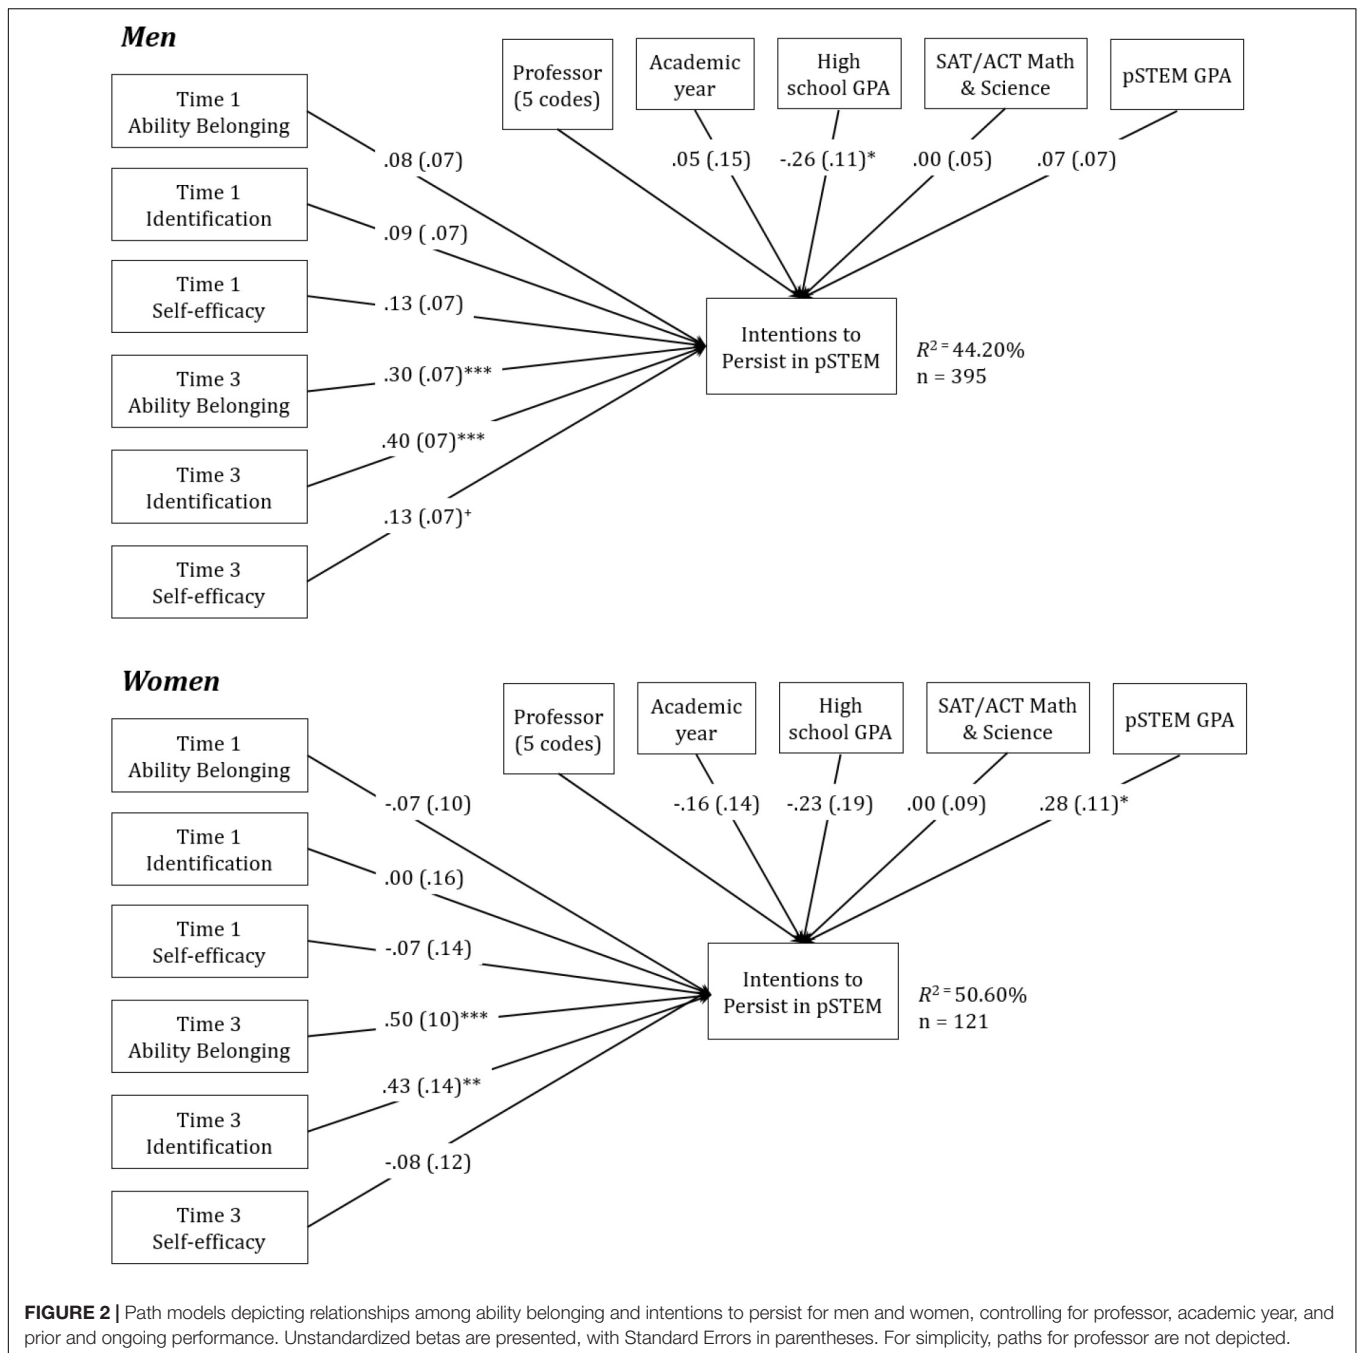 Men
Professor
(5 codes)
Academic
year
High
school GPA
SAT/ACT Math
& Science
pSTEM GPA
Time 1
Ability Belonging
Time 1
Identification
Time 1
Self-efficacy
Time 3
Ability Belonging
Time 3
Identification
Time 3
Self-efficacy
.08 (.07)
.09 ( .07)
.13 (.07)
.30 (.07)***
.40 (07)***
.13 (.07)⁺
.05 (.15)
-.26 (.11)*
.00 (.05)
.07 (.07)
Intentions to
Persist in pSTEM
R² = 44.20%
n = 395
Women
Professor
(5 codes)
Academic
year
High
school GPA
SAT/ACT Math
& Science
pSTEM GPA
Time 1
Ability Belonging
Time 1
Identification
Time 1
Self-efficacy
Time 3
Ability Belonging
Time 3
Identification
Time 3
Self-efficacy
-.07 (.10)
.00 (.16)
-.07 (.14)
.50 (10)***
.43 (.14)**
-.08 (.12)
-.16 (.14)
-.23 (.19)
.00 (.09)
.28 (.11)*
Intentions to
Persist in pSTEM
R² = 50.60%
n = 121
FIGURE 2 | Path models depicting relationships among ability belonging and intentions to persist for men and women, controlling for professor, academic year, and
prior and ongoing performance. Unstandardized betas are presented, with Standard Errors in parentheses. For simplicity, paths for professor are not depicted.